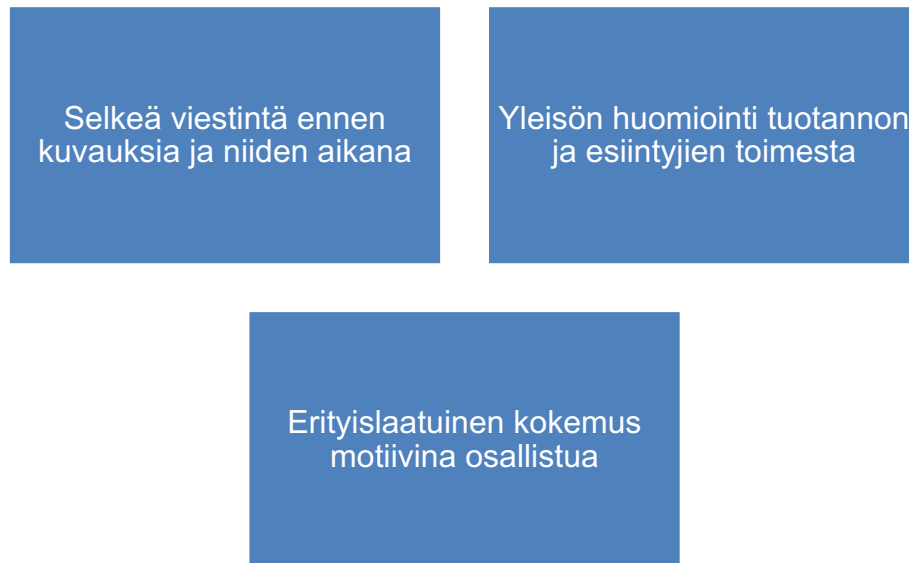 Selkeä viestintä ennen
kuvauksia ja niiden aikana
Yleisön huomiointi tuotannon
ja esiintyjien toimesta
Erityislaatuinen kokemus
motiivina osallistua